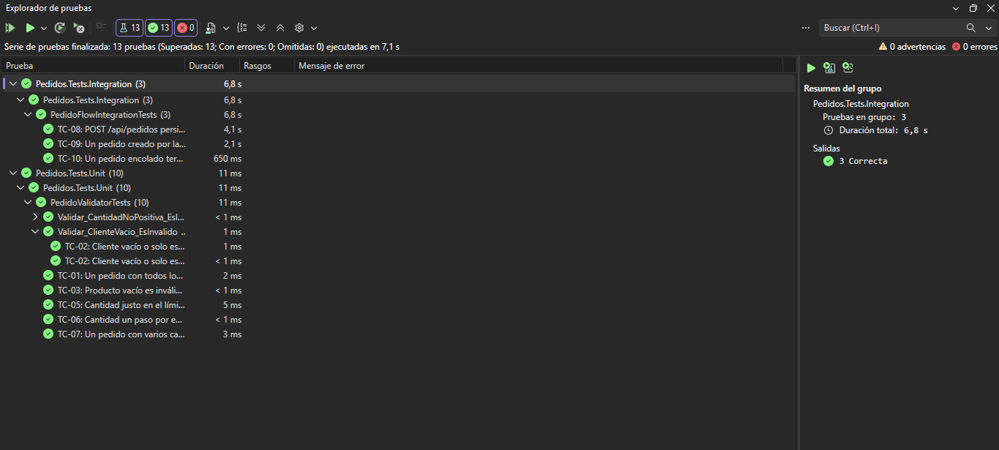 Explorador de pruebas
13 13 0
Buscar (Ctrl+I)
Serie de pruebas finalizada: 13 pruebas (Superadas: 13; Con errores: 0; Omitidas: 0) ejecutadas en 7,1 s
0 advertencias 0 errores
Prueba Duración Rasgos Mensaje de error
Pedidos.Tests.Integration (3) 6,8 s
Pedidos.Tests.Integration (3) 6,8 s
PedidoFlowIntegrationTests (3) 6,8 s
TC-08: POST /api/pedidos persi... 4,1 s
TC-09: Un pedido creado por la... 2,1 s
TC-10: Un pedido encolado ter... 650 ms
Pedidos.Tests.Unit (10) 11 ms
Pedidos.Tests.Unit (10) 11 ms
PedidoValidatorTests (10) 11 ms
Validar_CantidadNoPositiva_EsI... < 1 ms
Validar_ClienteVacio_EsInvalido .. 1 ms
TC-02: Cliente vacío o solo es... 1 ms
TC-02: Cliente vacío o solo es... < 1 ms
TC-01: Un pedido con todos lo... 2 ms
TC-03: Producto vacío es inváli... < 1 ms
TC-05: Cantidad justo en el lími... 5 ms
TC-06: Cantidad un paso por e... < 1 ms
TC-07: Un pedido con varios ca... 3 ms
Resumen del grupo
Pedidos.Tests.Integration
Pruebas en grupo: 3
Duración total: 6,8 s
Salidas
3 Correcta